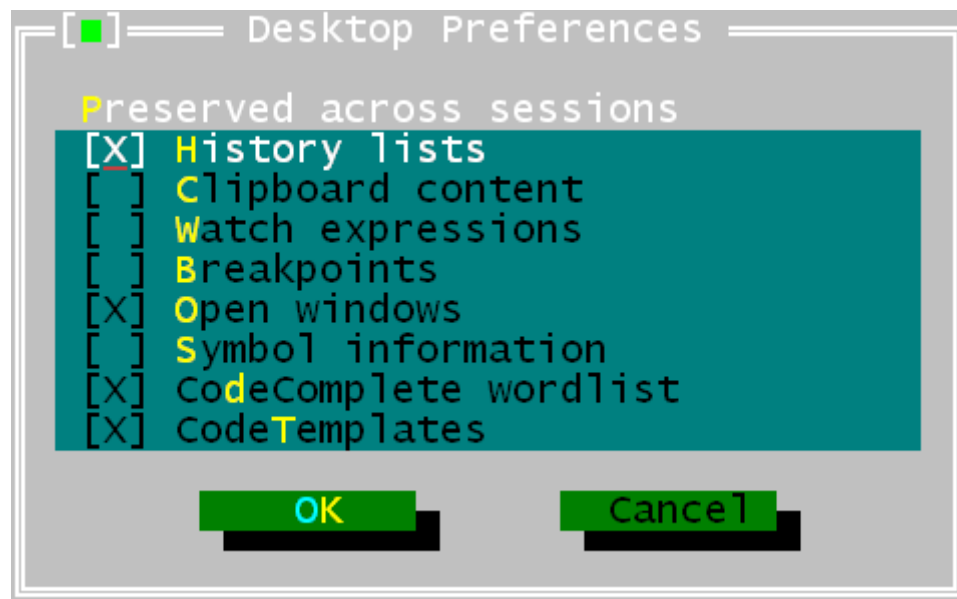 [■] Desktop Preferences
Preserved across sessions
[X] History lists
[ ] Clipboard content
[ ] Watch expressions
[ ] Breakpoints
[X] Open windows
[ ] Symbol information
[X] CodeComplete wordlist
[X] CodeTemplates
OK Cancel